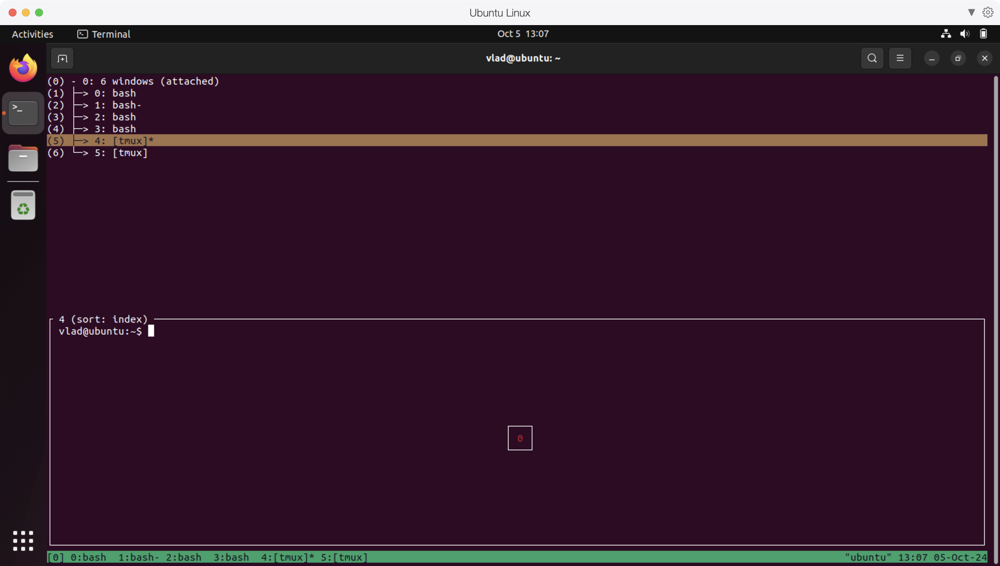 Ubuntu Linux
Activities Terminal Oct 5 13:07
vlad@ubuntu: ~
(0) - 0: 6 windows (attached)
(1) ├─> 0: bash
(2) ├─> 1: bash-
(3) ├─> 2: bash
(4) ├─> 3: bash
(5) ├─> 4: [tmux]*
(6) └─> 5: [tmux]
4 (sort: index)
vlad@ubuntu:~$
0
[0] 0:bash 1:bash- 2:bash 3:bash 4:[tmux]* 5:[tmux] "ubuntu" 13:07 05-Oct-24